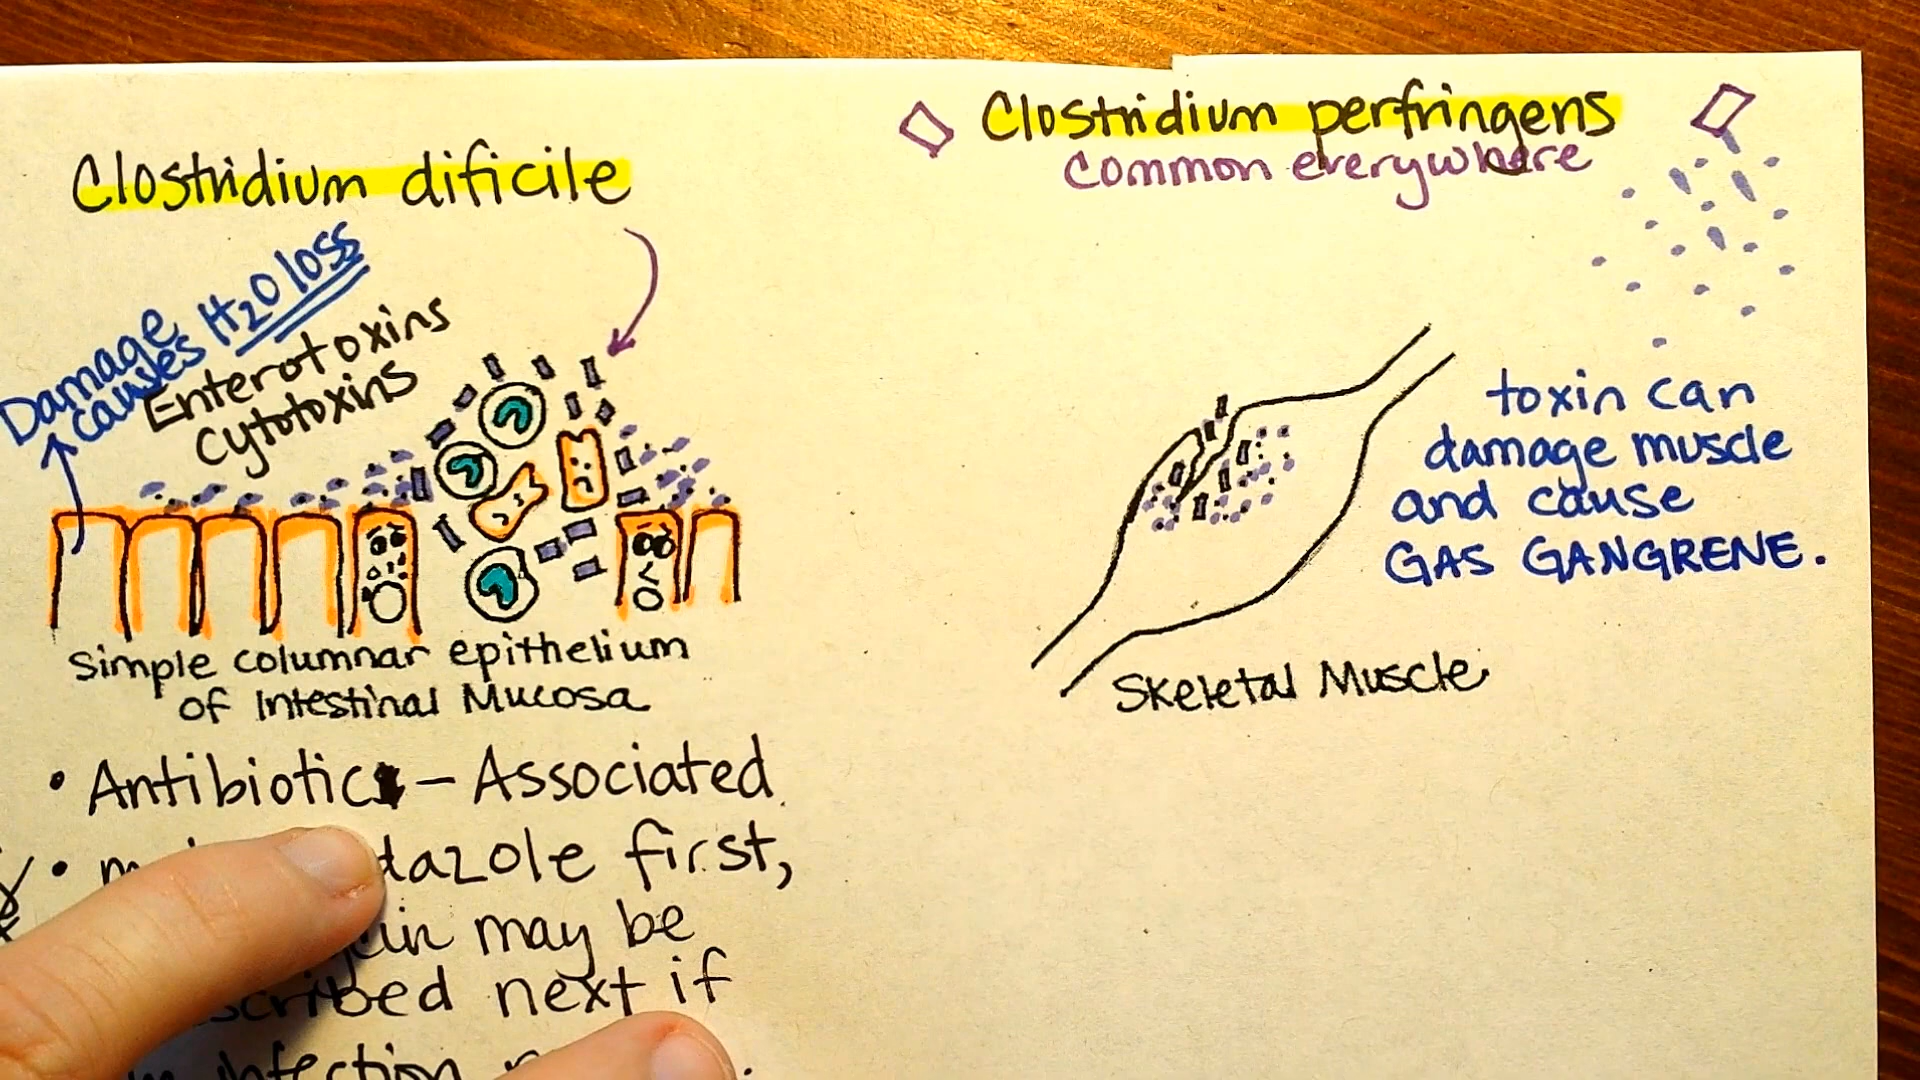 Clostridium dificile
Damage
causes H2O loss
Enterotoxins
Cytotoxins
Simple columnar epithelium
of Intestinal Mucosa
• Antibiotic - Associated
• dazole first,
may be
next if
infection
Clostridium perfringens
Common everywhere
toxin can
damage muscle
and cause
GAS GANGRENE.
Skeletal Muscle